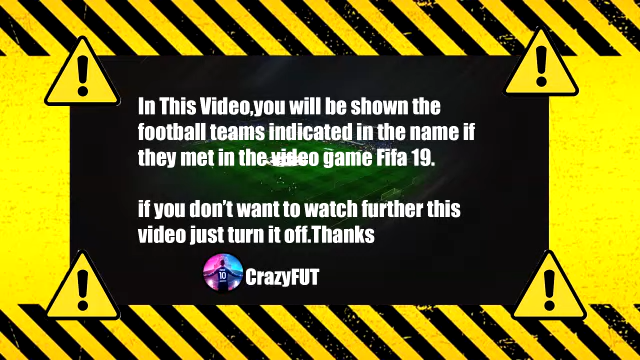 In This Video,you will be shown the
football teams indicated in the name if
they met in the video game Fifa 19.
if you don't want to watch further this
video just turn it off.Thanks
10
CrazyFUT